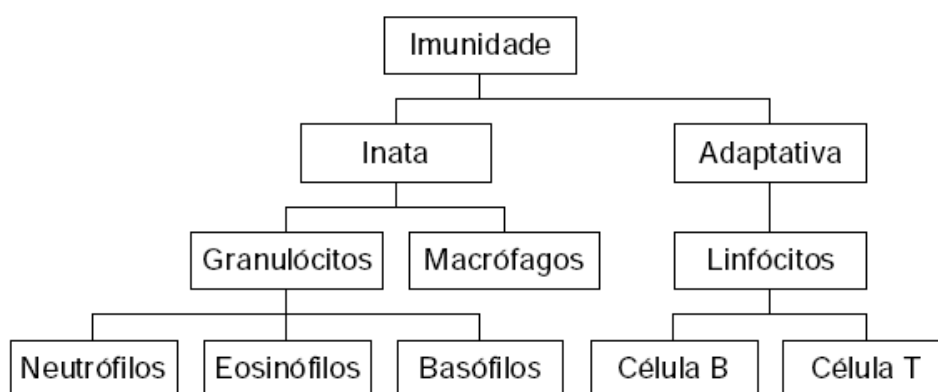 Imunidade
Inata
Adaptativa
Granulócitos
Macrófagos
Linfócitos
Neutrófilos
Eosinófilos
Basófilos
Célula B
Célula T